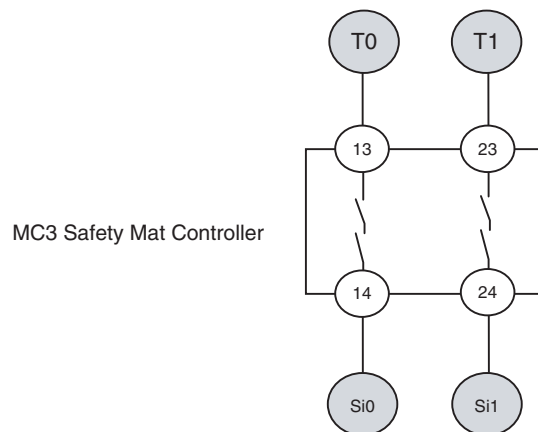 T0 T1
13 23
MC3 Safety Mat Controller
14 24
Si0 Si1